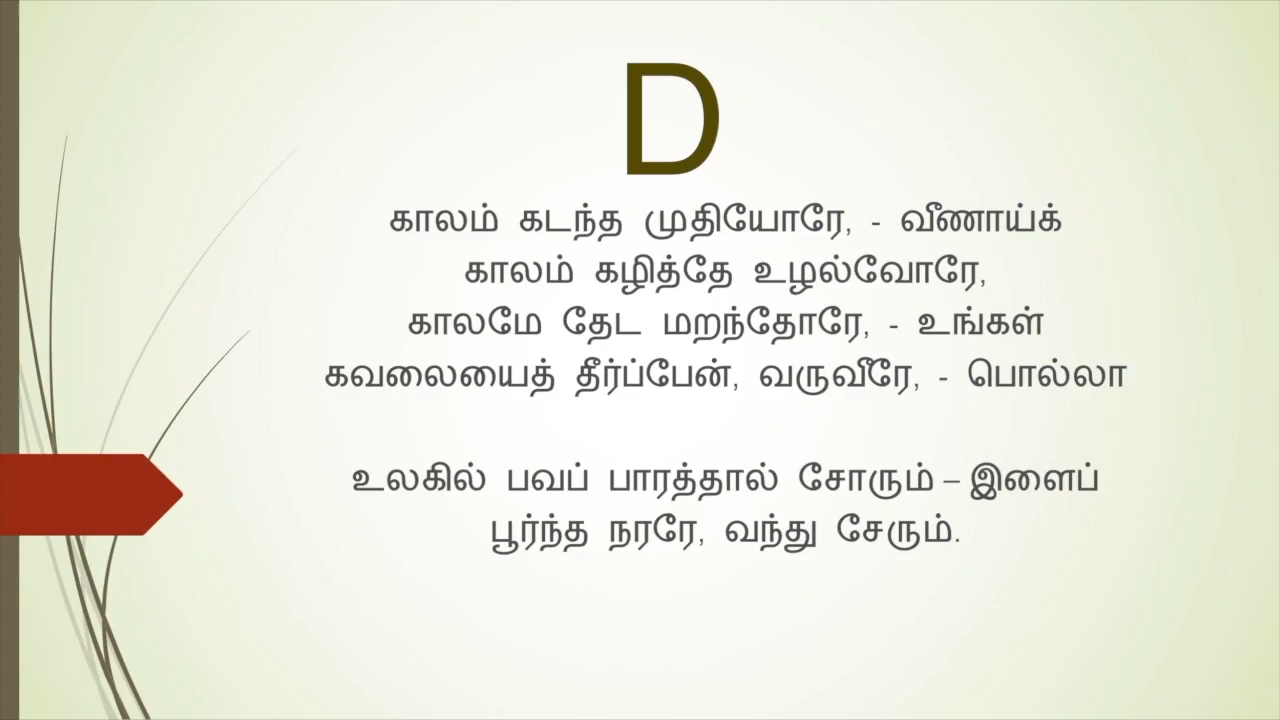 D
காலம் கடந்த முதியோரே, - வீணாய்க்
காலம் கழித்தே உழல்வோரே,
காலமே தேட மறந்தோரே, - உங்கள்
கவலையைத் தீர்ப்பேன், வருவீரே, - பொல்லா
உலகில் பவப் பாரத்தால் சோரும் – இளைப்
பூர்ந்த நரரே, வந்து சேரும்.